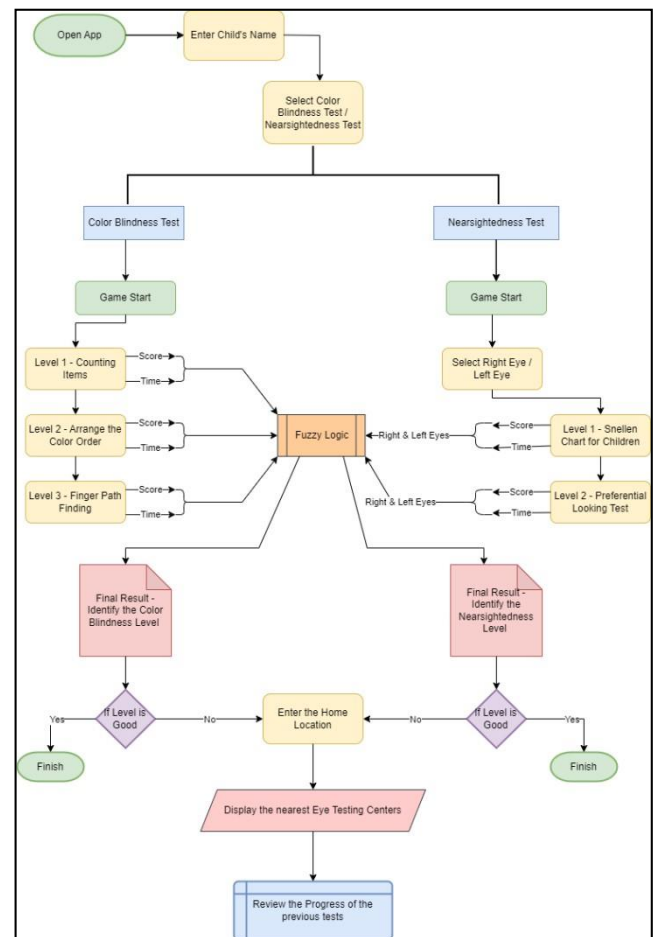 Open App
Enter Child's Name
Select Color
Blindness Test /
Nearsightedness Test
Color Blindness Test
Nearsightedness Test
Game Start
Game Start
Level 1 - Counting
Items
Score
Time
Select Right Eye /
Left Eye
Level 2 - Arrange the
Color Order
Score
Time
Fuzzy Logic
Right & Left Eyes
Score
Time
Level 1 - Snellen
Chart for Children
Level 3 - Finger Path
Finding
Score
Time
Right & Left Eyes
Score
Time
Level 2 - Preferential
Looking Test
Final Result -
Identify the Color
Blindness Level
Final Result -
Identify the
Nearsightedness
Level
Yes
If Level is
Good
No
Enter the Home
Location
No
If Level is
Good
Yes
Finish
Finish
Display the nearest Eye Testing Centers
Review the Progress of the
previous tests